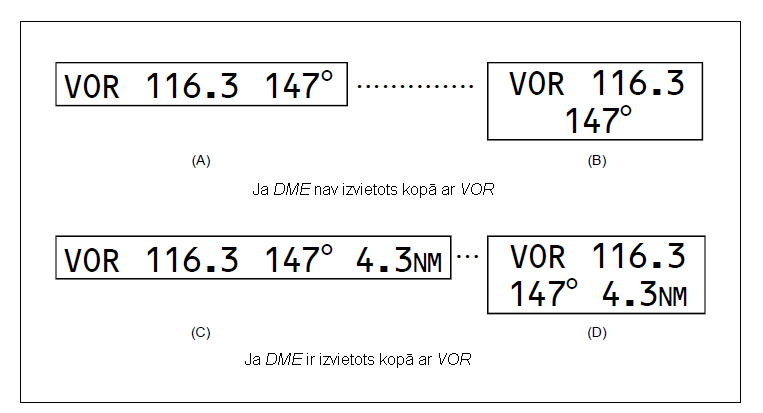 VOR 116.3 147° ............. VOR 116.3
147°
(A) (B)
Ja DME nav izvietots kopā ar VOR
VOR 116.3 147° 4.3NM ... VOR 116.3
147° 4.3NM
(C) (D)
Ja DME ir izvietots kopā ar VOR